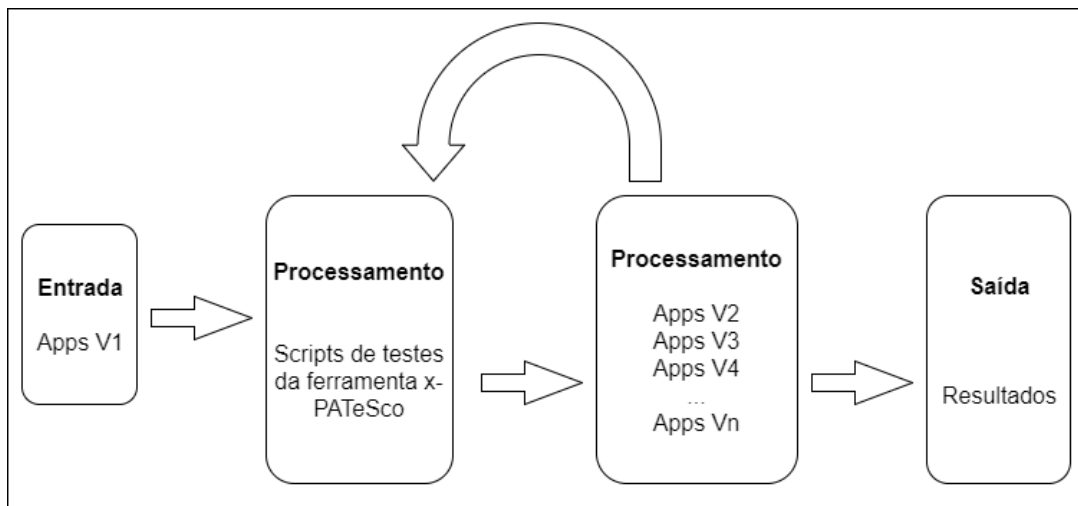 Entrada
Apps V1
Processamento
Scripts de testes
da ferramenta x-
PATeSco
Processamento
Apps V2
Apps V3
Apps V4
...
Apps Vn
Saída
Resultados